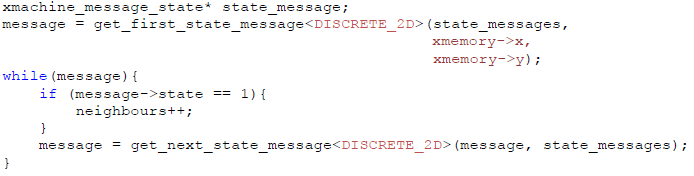 xmachine_message_state* state_message;
message = get_first_state_message<DISCRETE_2D>(state_messages,
xmemory->x,
xmemory->y);
while(message){
if (message->state == 1){
neighbours++;
}
message = get_next_state_message<DISCRETE_2D>(message, state_messages);
}